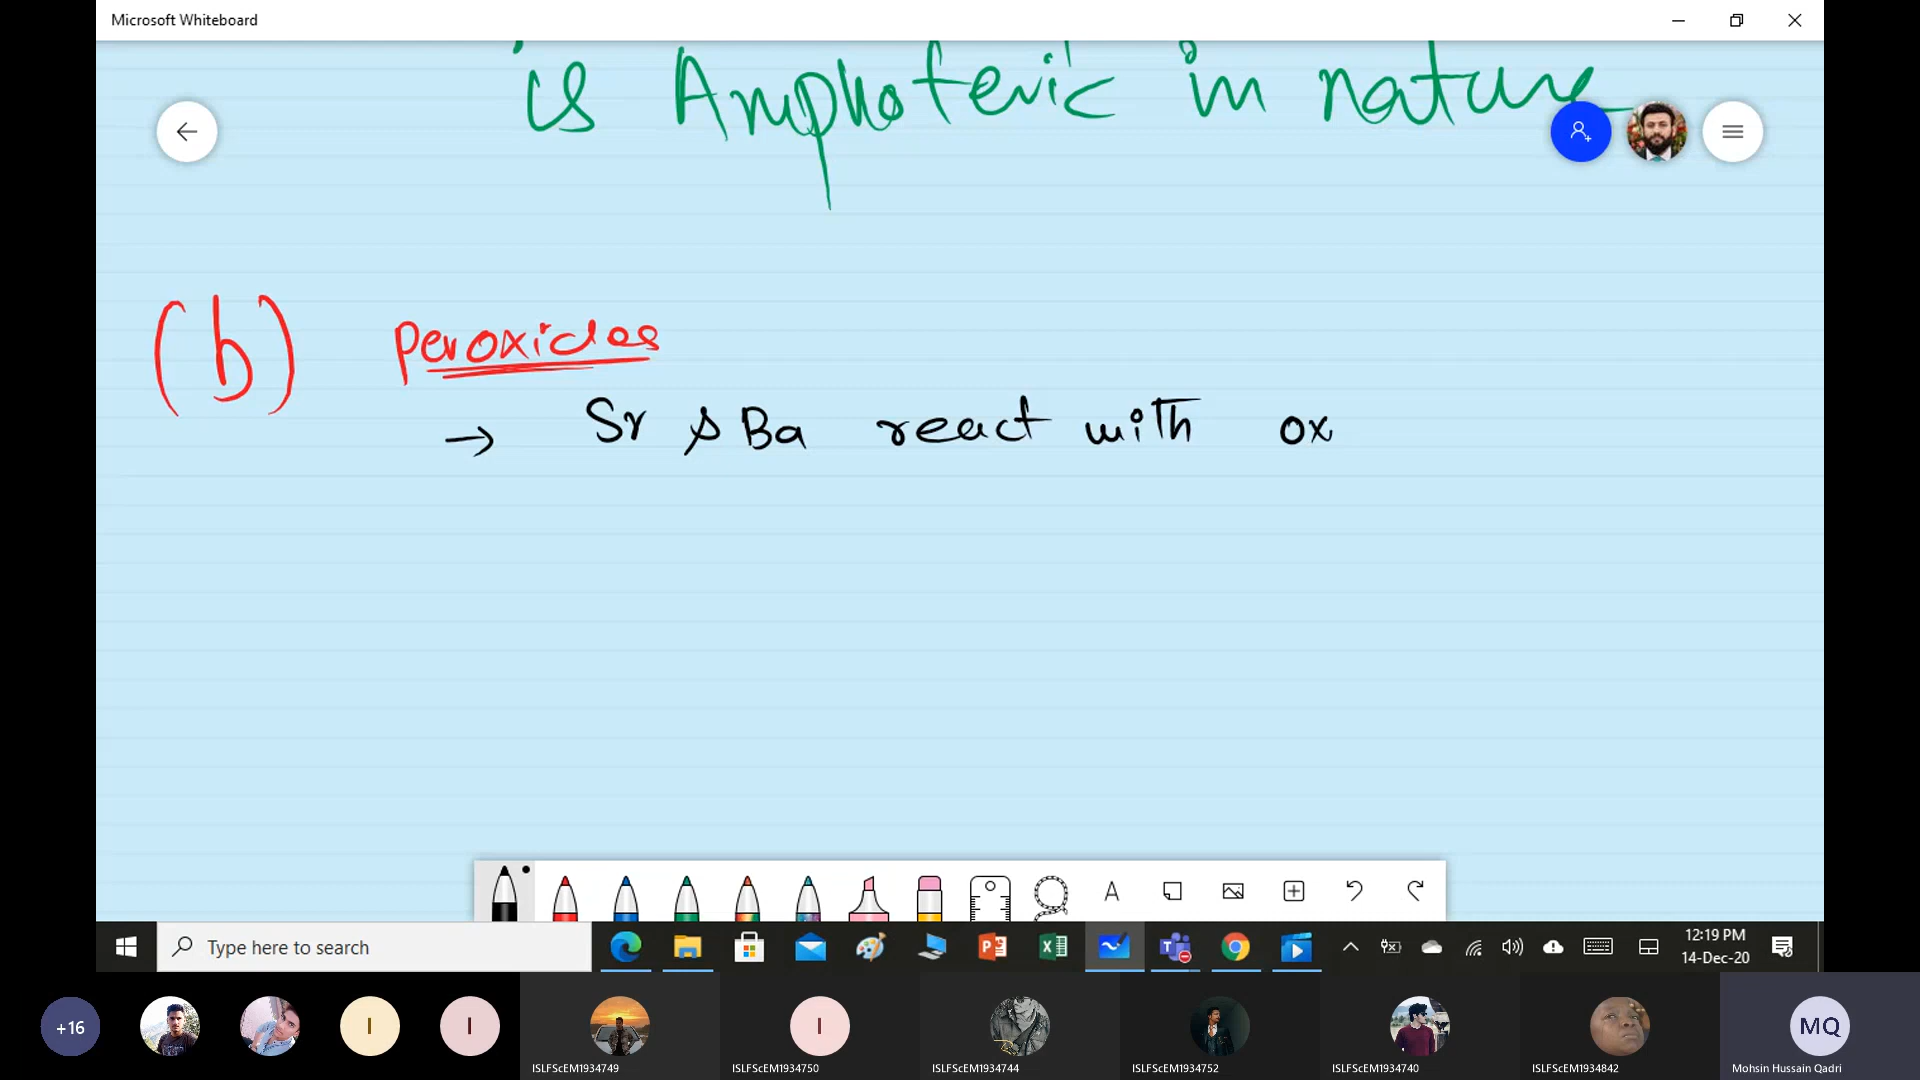 Microsoft Whiteboard
is Amphoteric in nature
(b) Peroxides
→ Sr & Ba react with ox
A
Type here to search
12:19 PM
14-Dec-20
+16
I
I
I
MQ
ISLFScEM1934749
ISLFScEM1934750
ISLFScEM1934744
ISLFScEM1934752
ISLFScEM1934740
ISLFScEM1934842
Mohsin Hussain Qadri